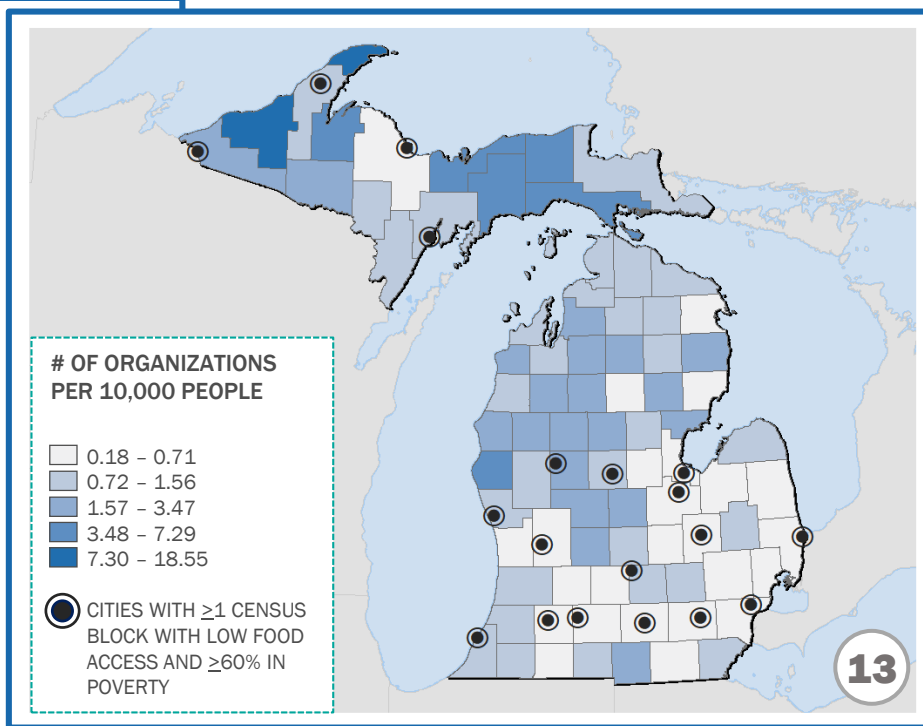 # OF ORGANIZATIONS
PER 10,000 PEOPLE
0.18 – 0.71
0.72 – 1.56
1.57 – 3.47
3.48 – 7.29
7.30 – 18.55
CITIES WITH ≥1 CENSUS
BLOCK WITH LOW FOOD
ACCESS AND ≥60% IN
POVERTY
13